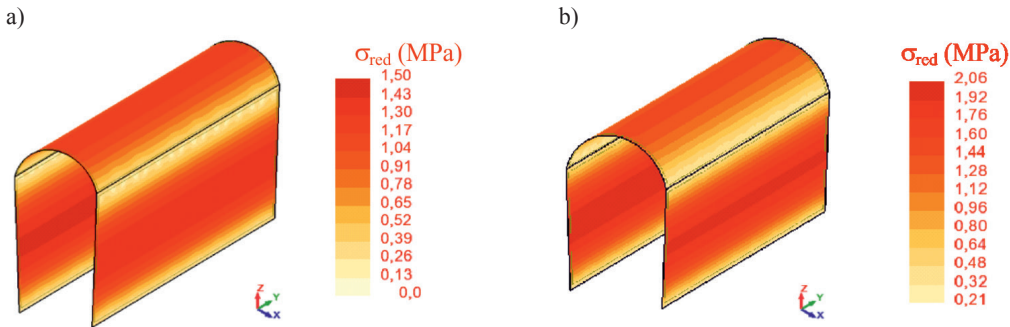 a)
b)
σred (MPa)
1,50
1,43
1,30
1,17
1,04
0,91
0,78
0,65
0,52
0,39
0,26
0,13
0,0
Z
Y
X
σred (MPa)
2,06
1,92
1,76
1,60
1,44
1,28
1,12
0,96
0,80
0,64
0,48
0,32
0,21
Z
Y
X